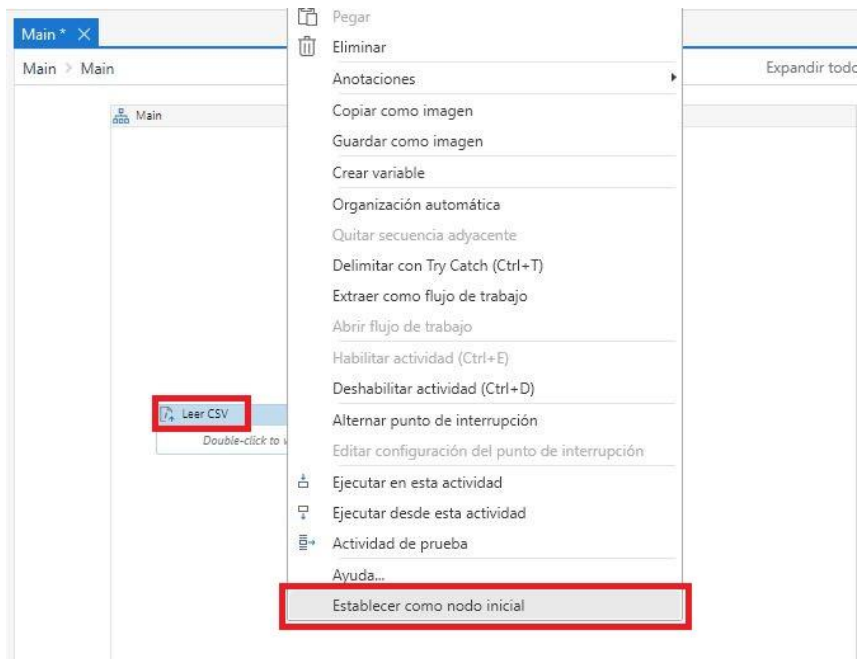 Main * ×
Main > Main
Expandir todo
Main
Pegar
Eliminar
Anotaciones
Copiar como imagen
Guardar como imagen
Crear variable
Organización automática
Quitar secuencia adyacente
Delimitar con Try Catch (Ctrl+T)
Extraer como flujo de trabajo
Abrir flujo de trabajo
Habilitar actividad (Ctrl+E)
Deshabilitar actividad (Ctrl+D)
Alternar punto de interrupción
Editar configuración del punto de interrupción
Ejecutar en esta actividad
Ejecutar desde esta actividad
Actividad de prueba
Ayuda...
Establecer como nodo inicial
Leer CSV
Double-click to